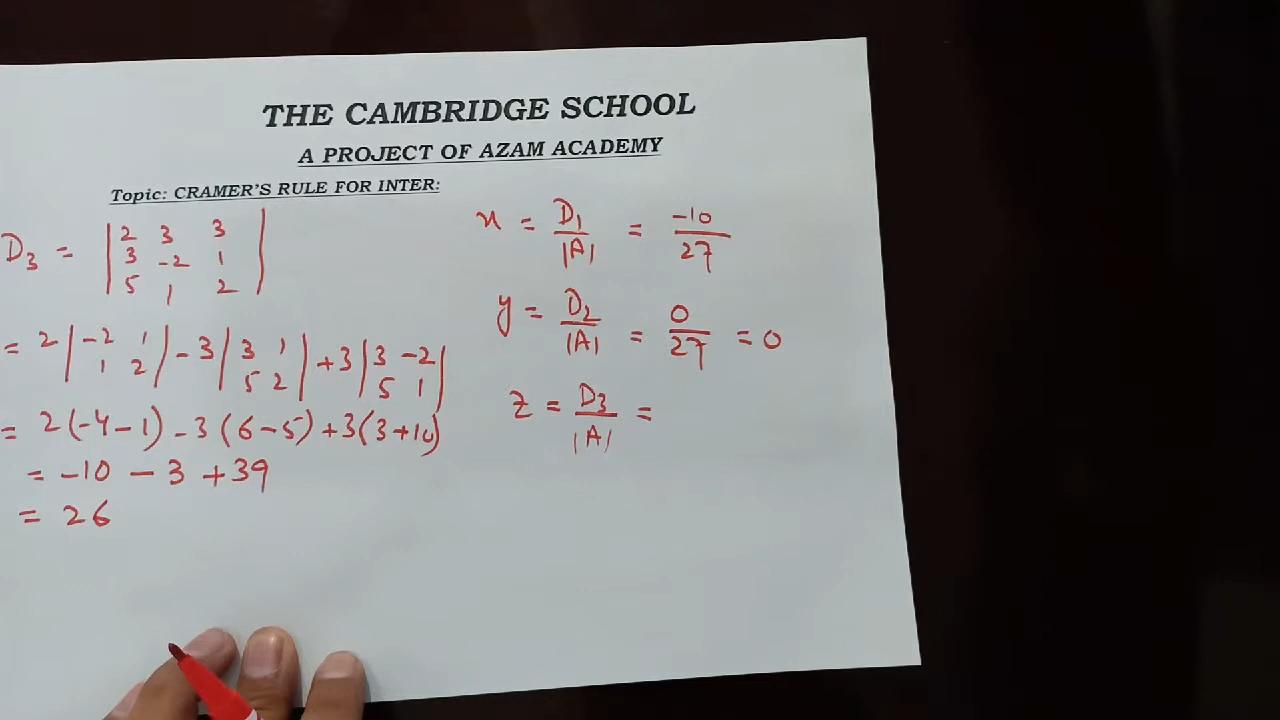 THE CAMBRIDGE SCHOOL
A PROJECT OF AZAM ACADEMY
Topic: CRAMER'S RULE FOR INTER:
D3 = | 2 3 3 |
| 3 -2 1 |
| 5 1 2 |
= 2 | -2 1 | - 3 | 3 1 | + 3 | 3 -2 |
| 1 2 | | 5 2 | | 5 1 |
= 2(-4-1) - 3(6-5) + 3(3+10)
= -10 - 3 + 39
= 26
x = D1/|A| = -10/27
y = D2/|A| = 0/27 = 0
z = D3/|A| =